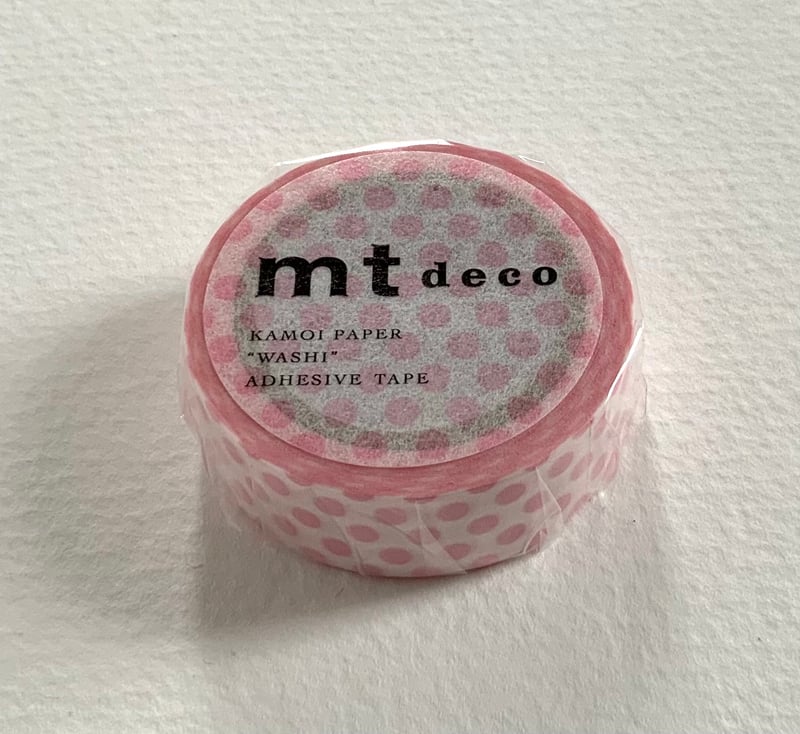 mt deco
KAMOI PAPER
"WASHI"
ADHESIVE TAPE